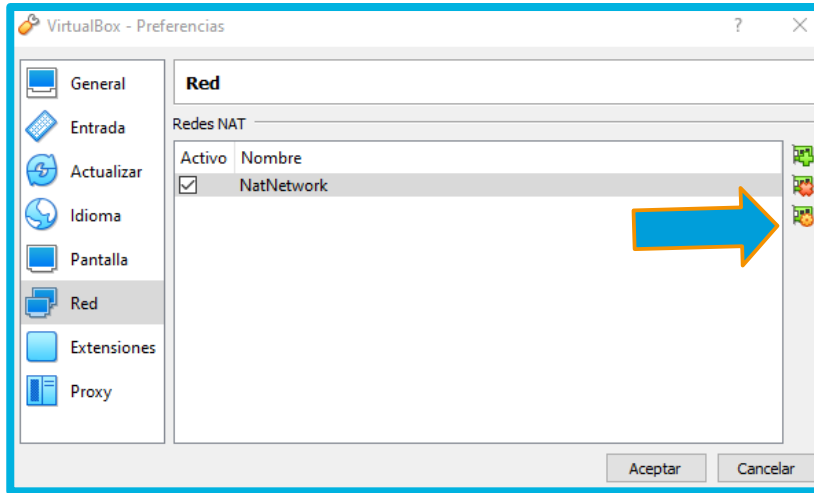 VirtualBox - Preferencias ?
General
Entrada
Actualizar
Idioma
Pantalla
Red
Extensiones
Proxy
Red
Redes NAT
Activo Nombre
NatNetwork
Aceptar Cancelar